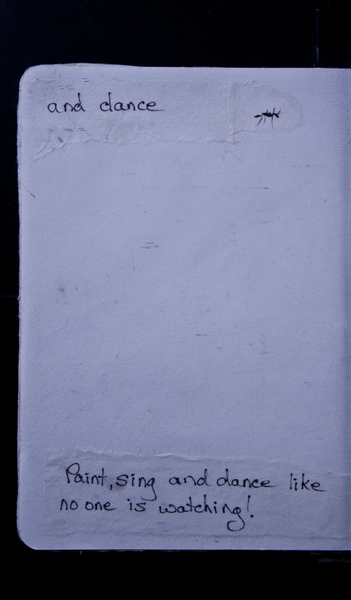 and dance
Paint, sing and dance like
no one is watching!